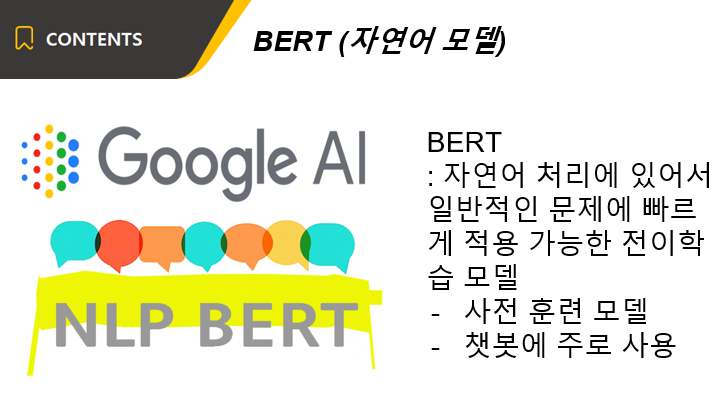 CONTENTS
BERT (자연어 모델)
Google AI
NLP BERT
BERT
: 자연어 처리에 있어서
일반적인 문제에 빠르
게 적용 가능한 전이학
습 모델
- 사전 훈련 모델
- 챗봇에 주로 사용